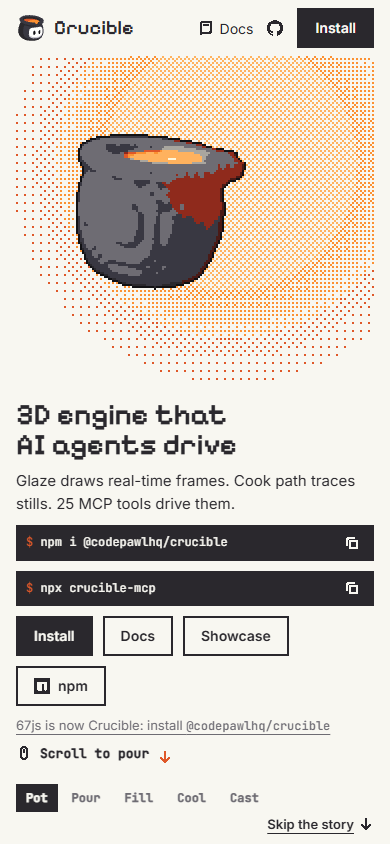 Crucible
Docs
Install
3D engine that
AI agents drive
Glaze draws real-time frames. Cook path traces
stills. 25 MCP tools drive them.
$ npm i @codepawlhq/crucible
$ npx crucible-mcp
Install
Docs
Showcase
npm
67js is now Crucible: install @codepawlhq/crucible
Scroll to pour
Pot
Pour
Fill
Cool
Cast
Skip the story